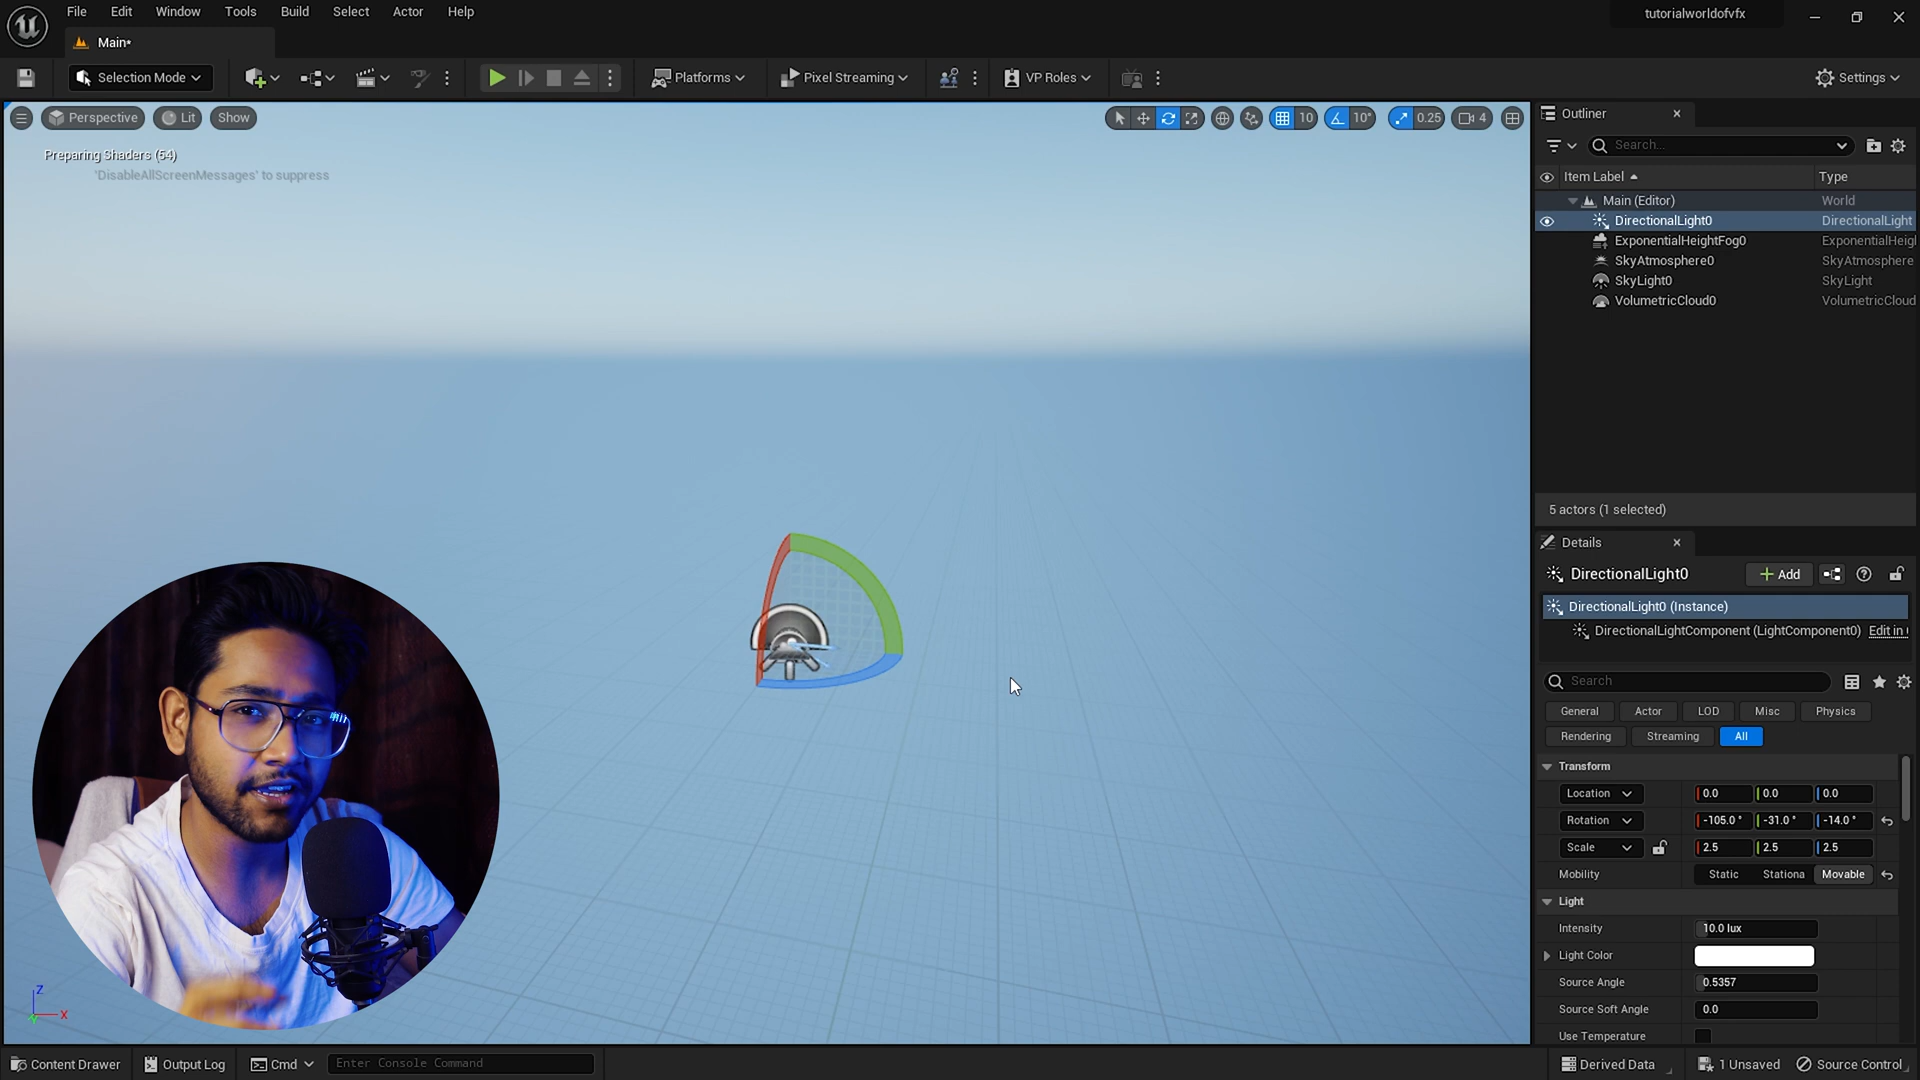 File Edit Window Tools Build Select Actor Help
tutorialworldofvfx
Main*
Selection Mode
Platforms
Pixel Streaming
VP Roles
Settings
Perspective
Lit
Show
10
10°
0.25
4
Preparing Shaders (54)
'DisableAllScreenMessages' to suppress
Outliner
Search...
Item Label Type
Main (Editor) World
DirectionalLight0 DirectionalLight
ExponentialHeightFog0 ExponentialHeigl
SkyAtmosphere0 SkyAtmosphere
SkyLight0 SkyLight
VolumetricCloud0 VolumetricCloud
5 actors (1 selected)
Details
DirectionalLight0
Add
DirectionalLight0 (Instance)
DirectionalLightComponent (LightComponent0) Edit in
Search
General Actor LOD Misc Physics
Rendering Streaming All
Transform
Location 0.0 0.0 0.0
Rotation -105.0 ° -31.0 ° -14.0 °
Scale 2.5 2.5 2.5
Mobility Static Stationa Movable
Light
Intensity 10.0 lux
Light Color
Source Angle 0.5357
Source Soft Angle 0.0
Use Temperature
Z
X
Content Drawer
Output Log
Cmd
Enter Console Command
Derived Data
1 Unsaved
Source Control